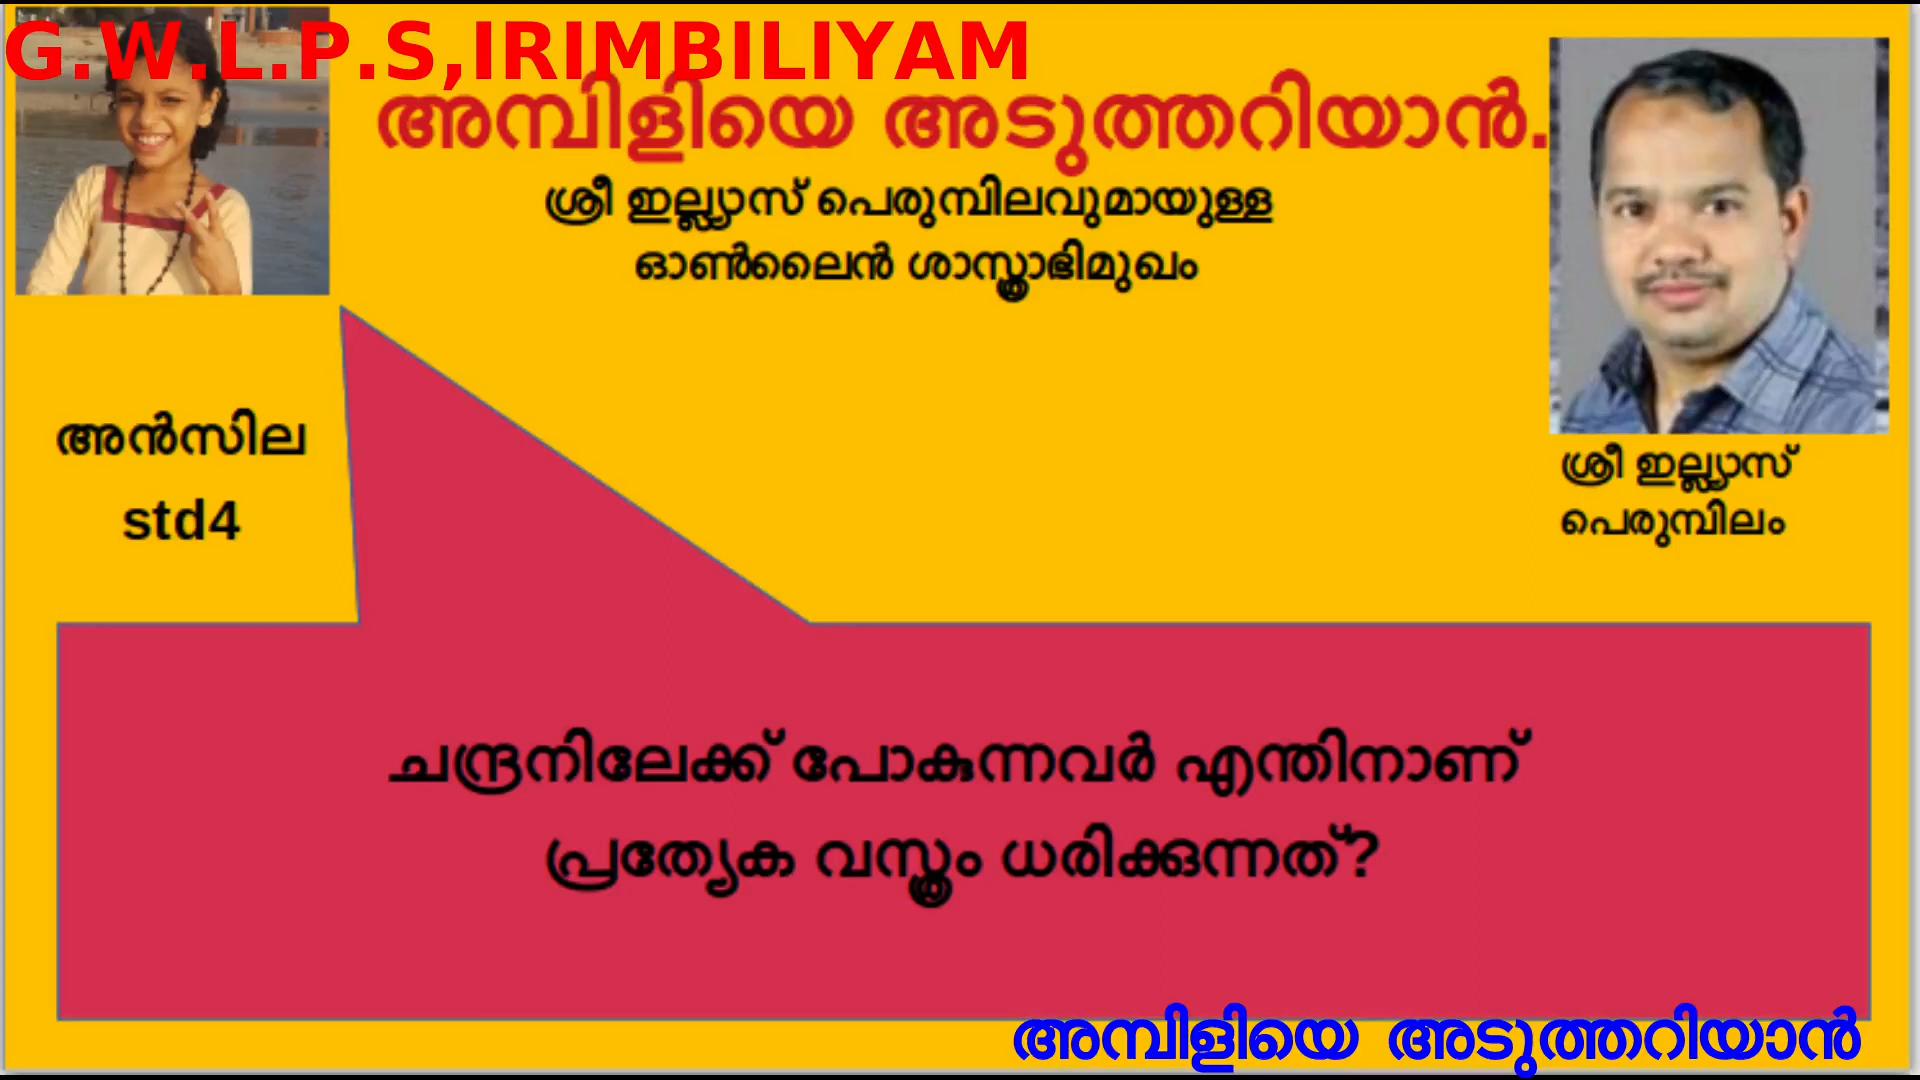 G.W.L.P.S,IRIMBILIYAM
അമ്പിളിയെ അടുത്തറിയാൻ.
ശ്രീ ഇല്ല്യാസ് പെരുമ്പിലവുമായുള്ള
ഓൺലൈൻ ശാസ്ത്രാഭിമുഖം
അൻസില
std4
ശ്രീ ഇല്ല്യാസ്
പെരുമ്പിലം
ചന്ദ്രനിലേക്ക് പോകുന്നവർ എന്തിനാണ്
പ്രത്യേക വസ്ത്രം ധരിക്കുന്നത്?
അമ്പിളിയെ അടുത്തറിയാൻ